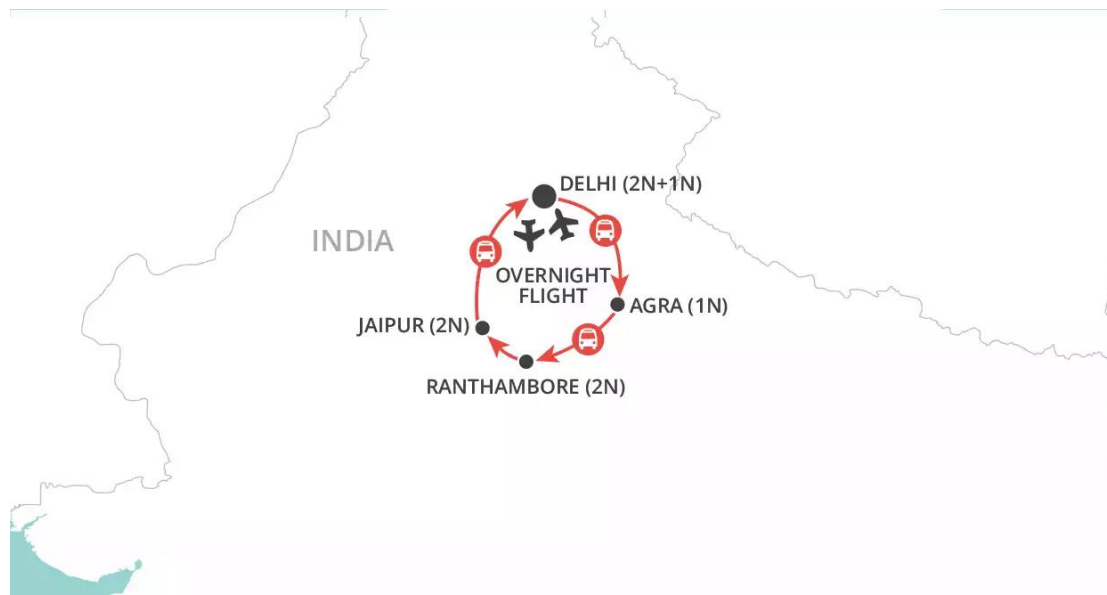 DELHI (2N+1N)
INDIA
OVERNIGHT
FLIGHT
AGRA (1N)
JAIPUR (2N)
RANTHAMBORE (2N)